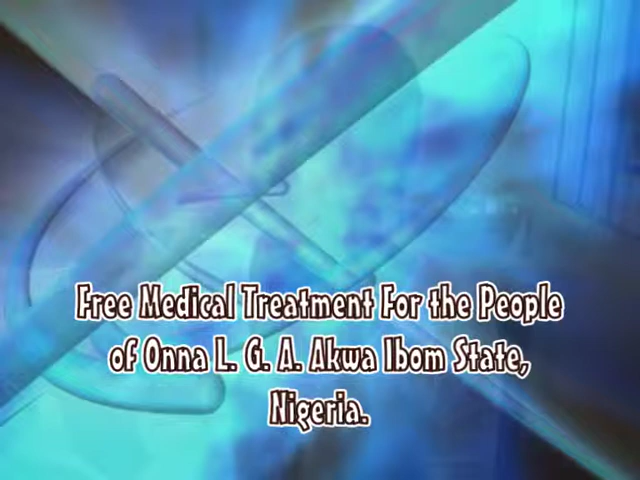 Free Medical Treatment For the People
of Onna L. G. A. Akwa Ibom State,
Nigeria.